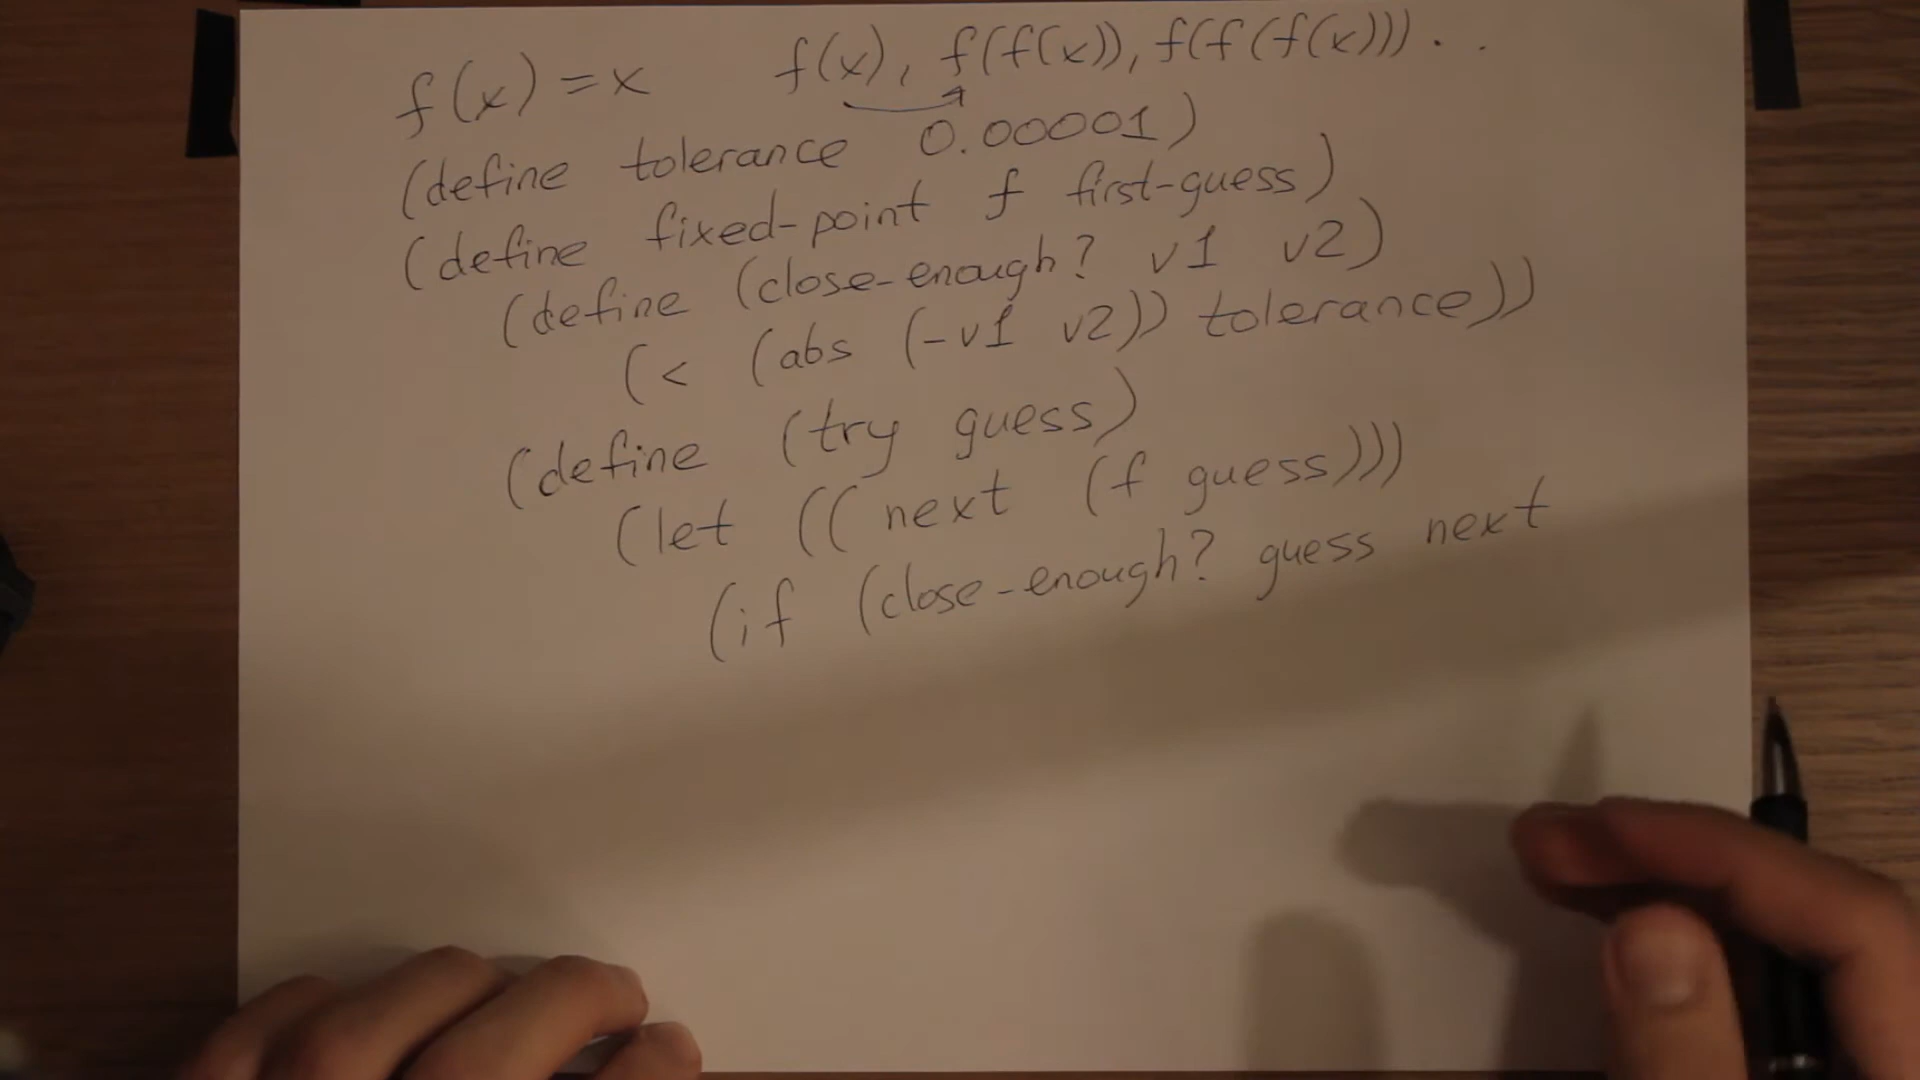 f(x) = x f(x), f(f(x)), f(f(f(x))) . .
(define tolerance 0.00001)
(define fixed-point f first-guess)
(define (close-enough? v1 v2)
(< (abs (-v1 v2)) tolerance))
(define (try guess)
(let ((next (f guess)))
(if (close-enough? guess next